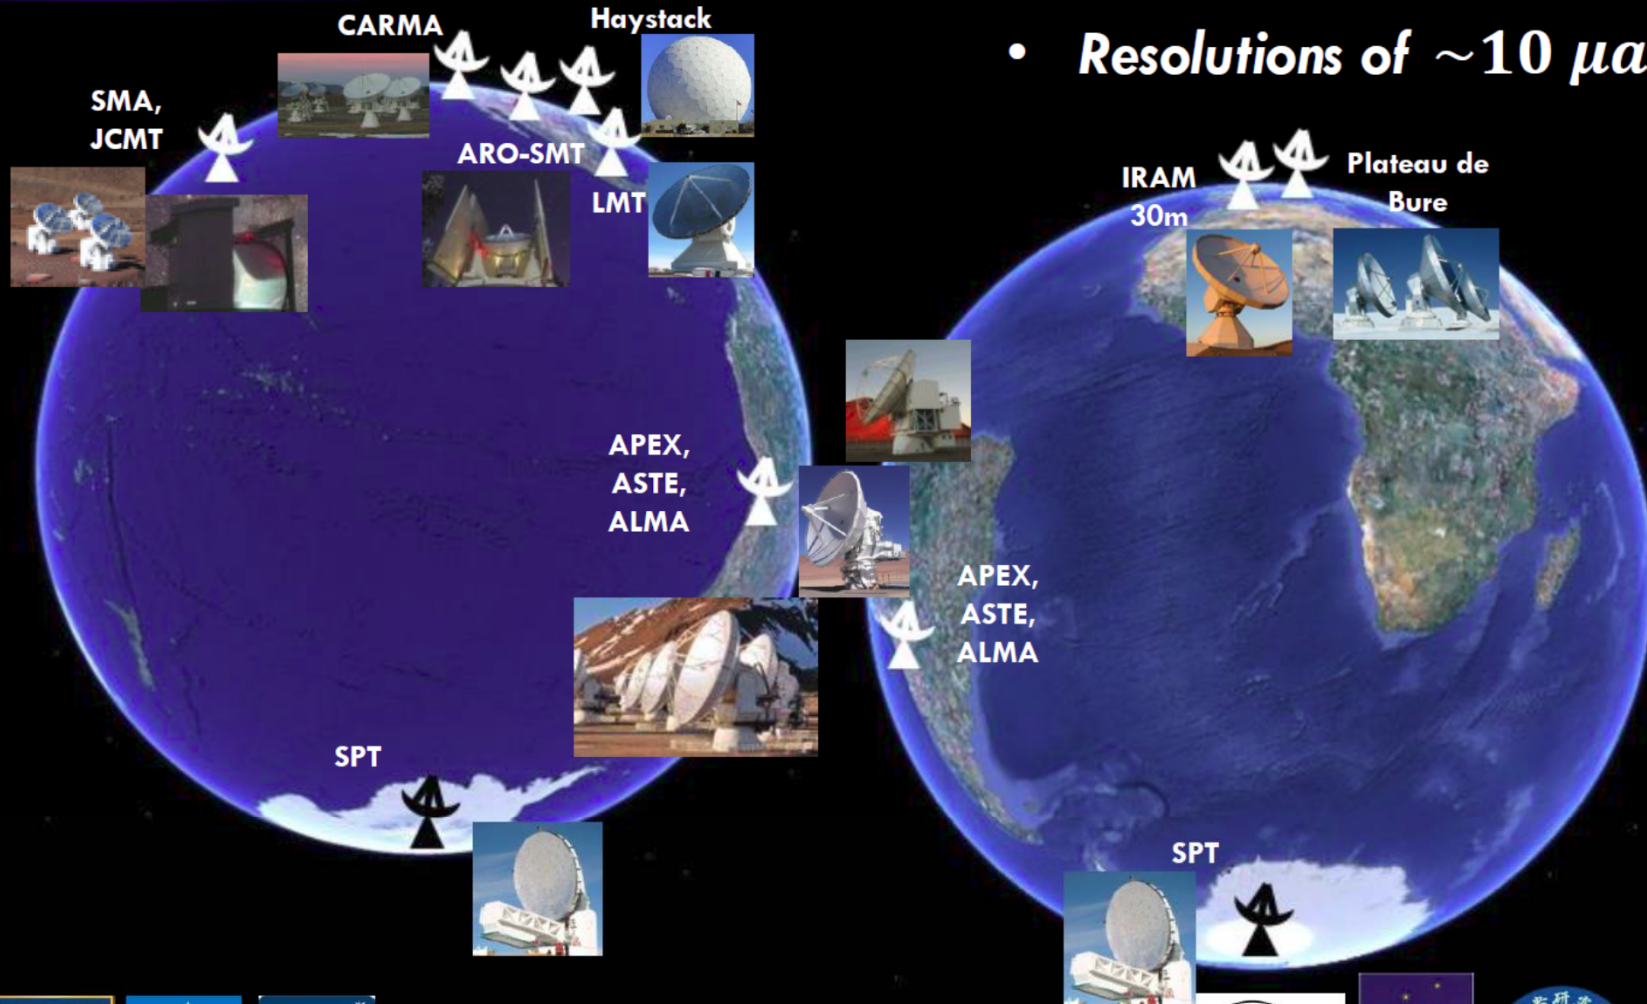 CARMA
Haystack
• Resolutions of ~10 μa
SMA,
JCMT
ARO-SMT
LMT
IRAM
30m
Plateau de
Bure
APEX,
ASTE,
ALMA
APEX,
ASTE,
ALMA
SPT
SPT